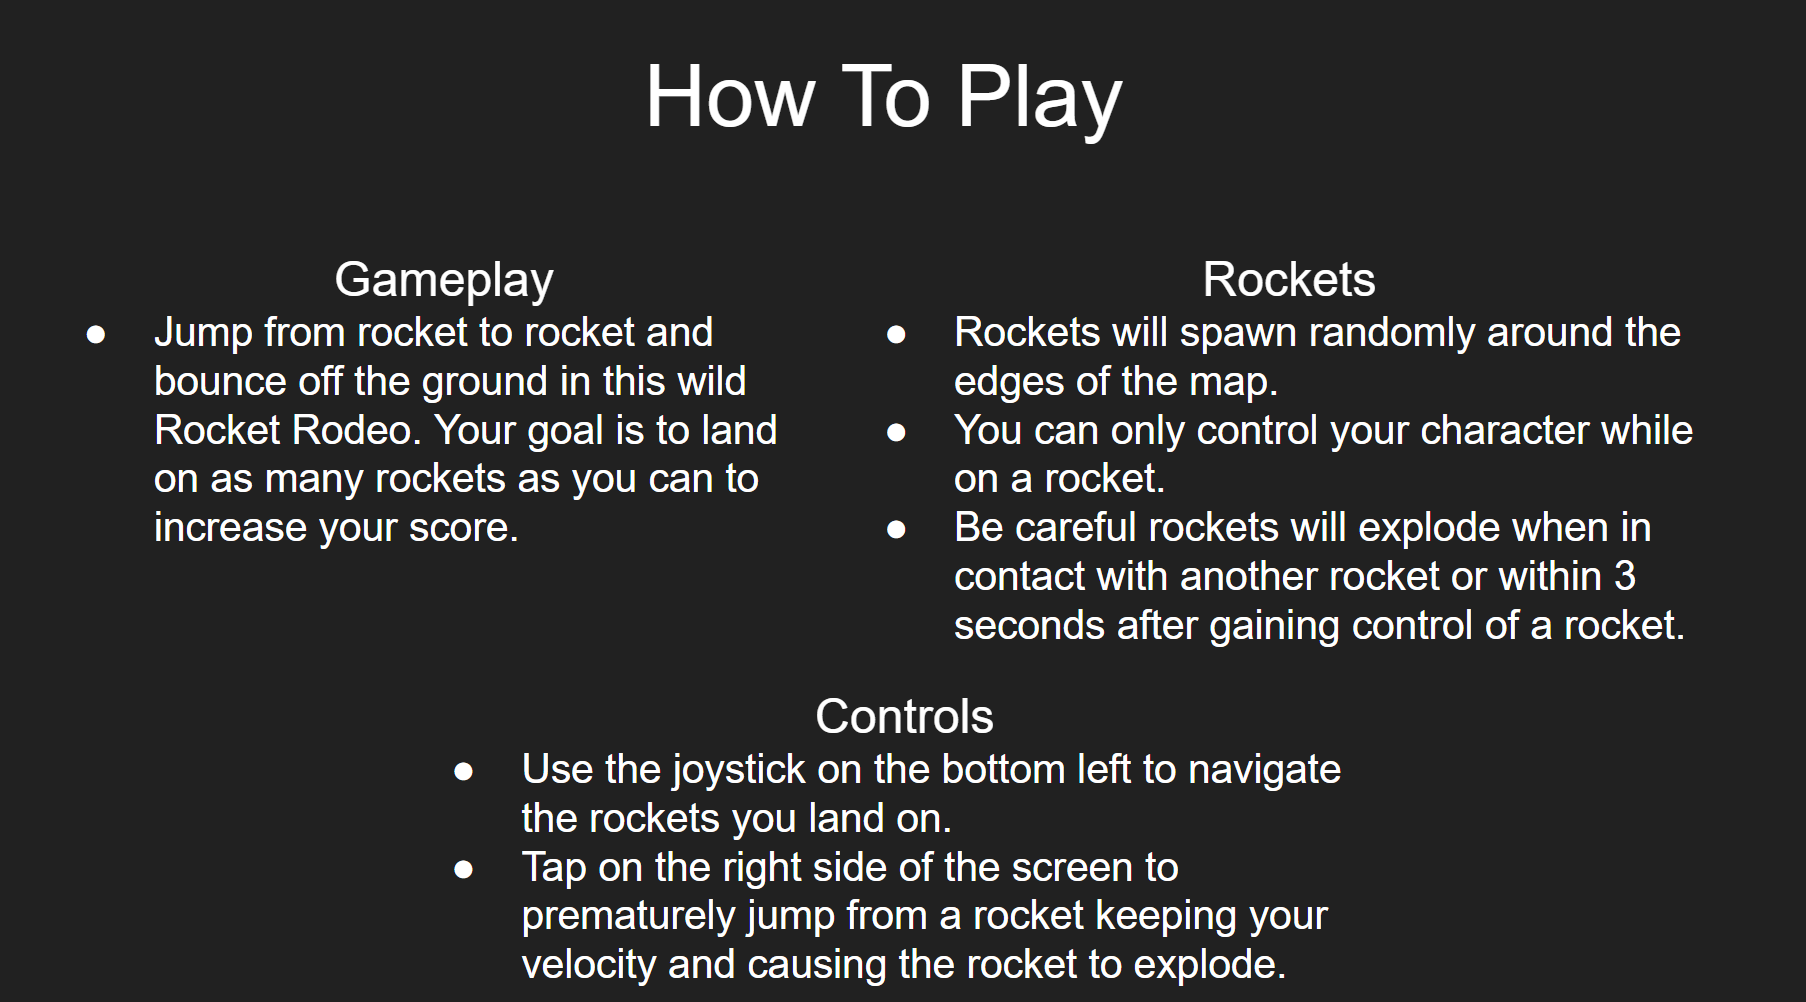 How To Play
Gameplay
● Jump from rocket to rocket and
bounce off the ground in this wild
Rocket Rodeo. Your goal is to land
on as many rockets as you can to
increase your score.
Rockets
● Rockets will spawn randomly around the
edges of the map.
● You can only control your character while
on a rocket.
● Be careful rockets will explode when in
contact with another rocket or within 3
seconds after gaining control of a rocket.
Controls
● Use the joystick on the bottom left to navigate
the rockets you land on.
● Tap on the right side of the screen to
prematurely jump from a rocket keeping your
velocity and causing the rocket to explode.